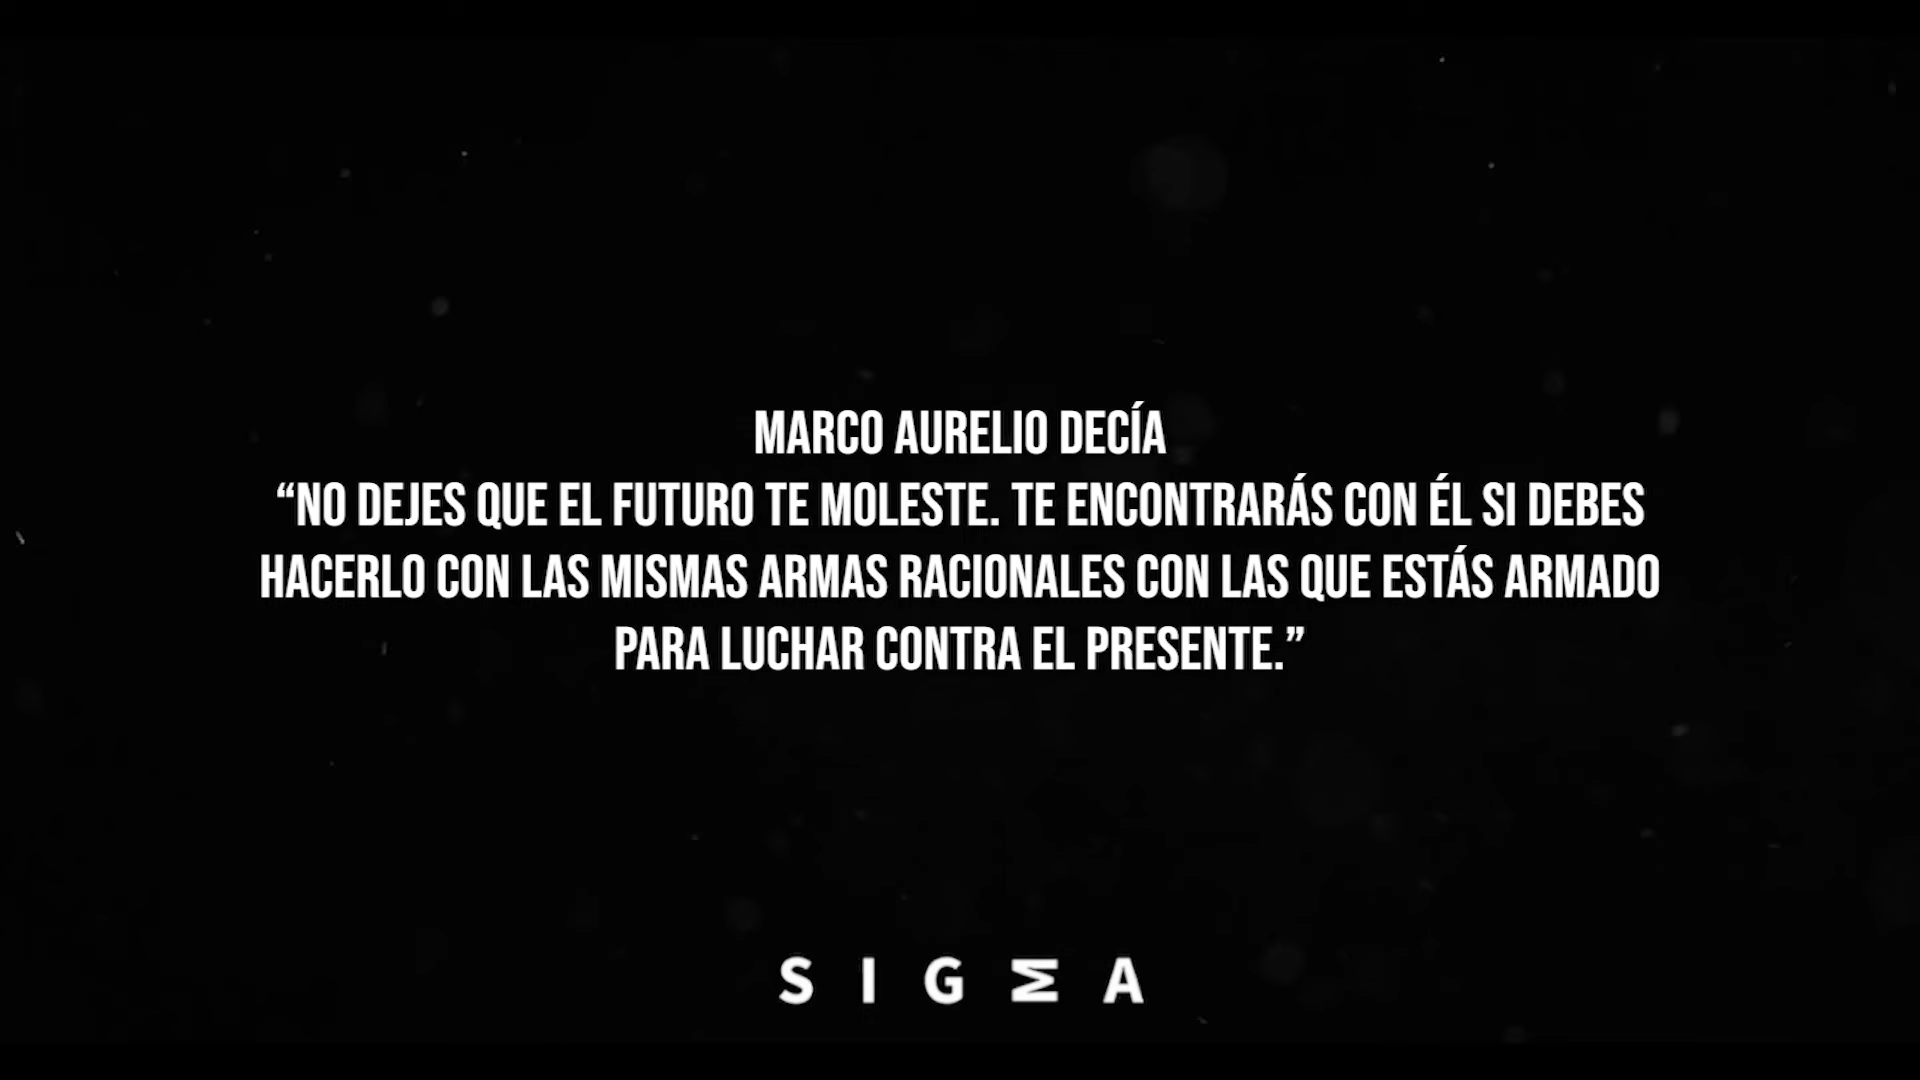 MARCO AURELIO DECÍA
“NO DEJES QUE EL FUTURO TE MOLESTE. TE ENCONTRARÁS CON ÉL SI DEBES
HACERLO CON LAS MISMAS ARMAS RACIONALES CON LAS QUE ESTÁS ARMADO
PARA LUCHAR CONTRA EL PRESENTE.”
SIGΣA